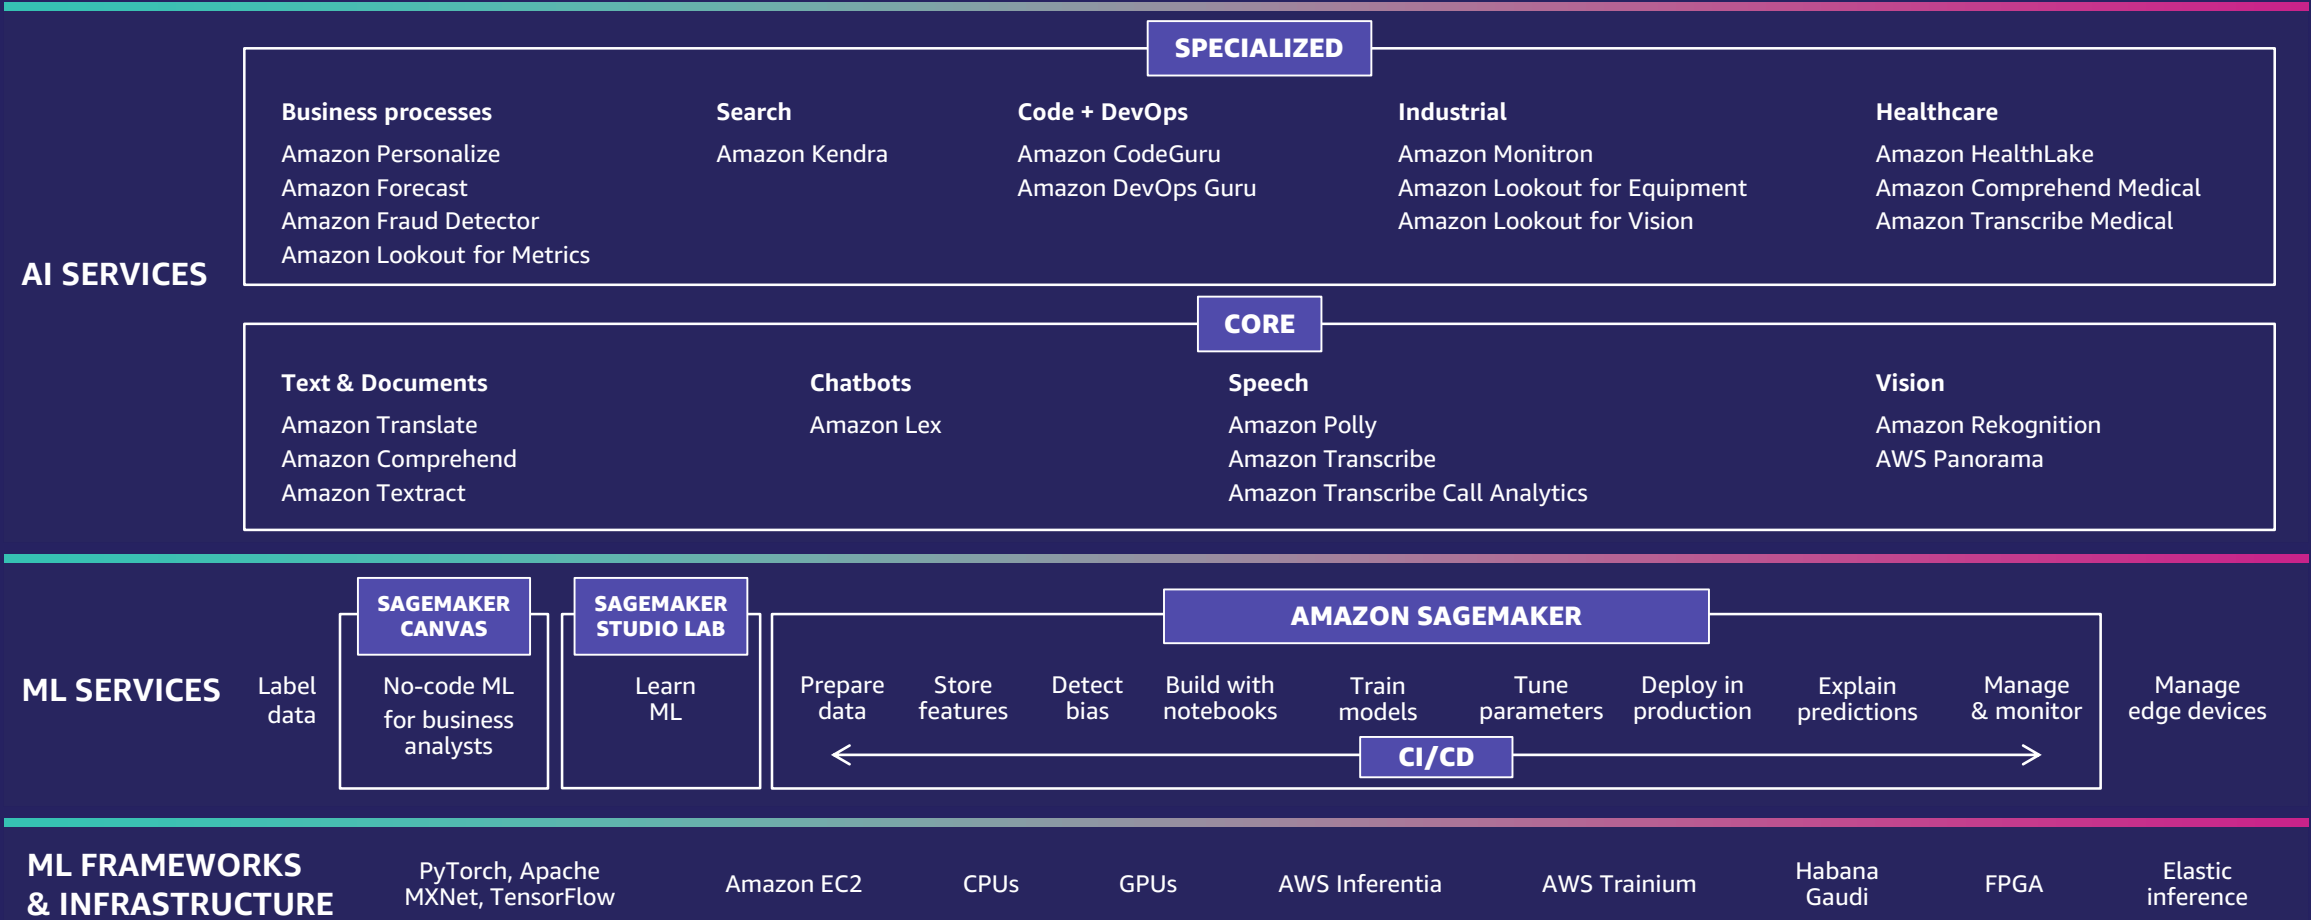 SPECIALIZED
Business processes
Amazon Personalize
Amazon Forecast
Amazon Fraud Detector
Amazon Lookout for Metrics
Search
Amazon Kendra
Code + DevOps
Amazon CodeGuru
Amazon DevOps Guru
Industrial
Amazon Monitron
Amazon Lookout for Equipment
Amazon Lookout for Vision
Healthcare
Amazon HealthLake
Amazon Comprehend Medical
Amazon Transcribe Medical
AI SERVICES
CORE
Text & Documents
Amazon Translate
Amazon Comprehend
Amazon Textract
Chatbots
Amazon Lex
Speech
Amazon Polly
Amazon Transcribe
Amazon Transcribe Call Analytics
Vision
Amazon Rekognition
AWS Panorama
ML SERVICES
Label
data
SAGEMAKER
CANVAS
No-code ML
for business
analysts
SAGEMAKER
STUDIO LAB
Learn
ML
AMAZON SAGEMAKER
Prepare
data
Store
features
Detect
bias
Build with
notebooks
Train
models
Tune
parameters
Deploy in
production
Explain
predictions
Manage
& monitor
CI/CD
Manage
edge devices
ML FRAMEWORKS
& INFRASTRUCTURE
PyTorch, Apache
MXNet, TensorFlow
Amazon EC2
CPUs
GPUs
AWS Inferentia
AWS Trainium
Habana
Gaudi
FPGA
Elastic
inference